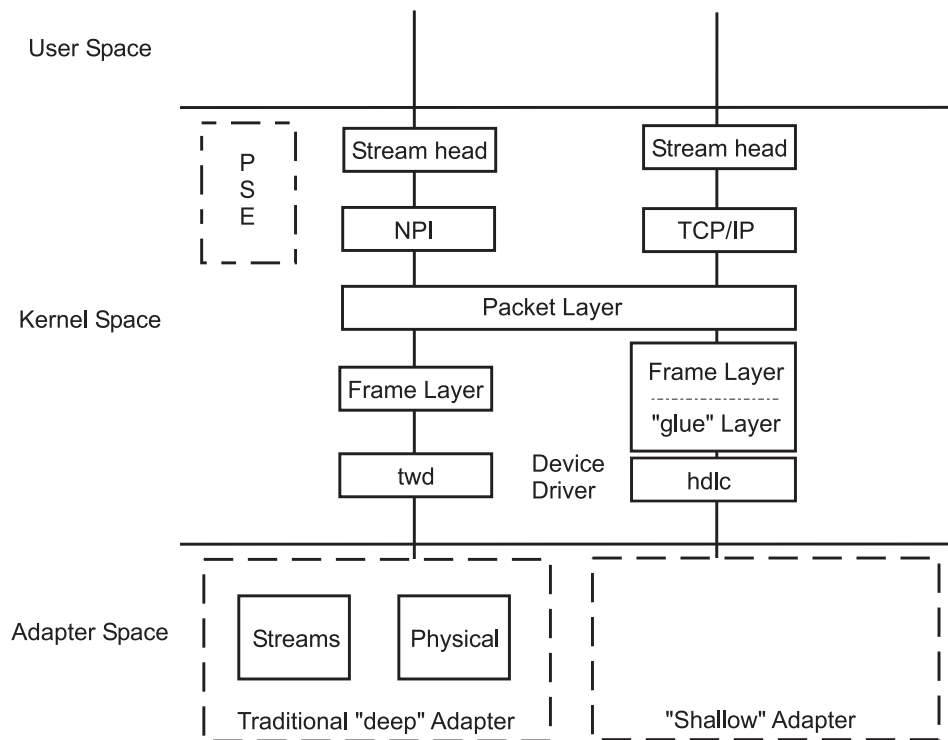 User Space
P
S
E
Stream head
Stream head
NPI
TCP/IP
Kernel Space
Packet Layer
Frame Layer
Frame Layer
"glue" Layer
twd
Device
Driver
hdlc
Adapter Space
Streams
Physical
Traditional "deep" Adapter
"Shallow" Adapter